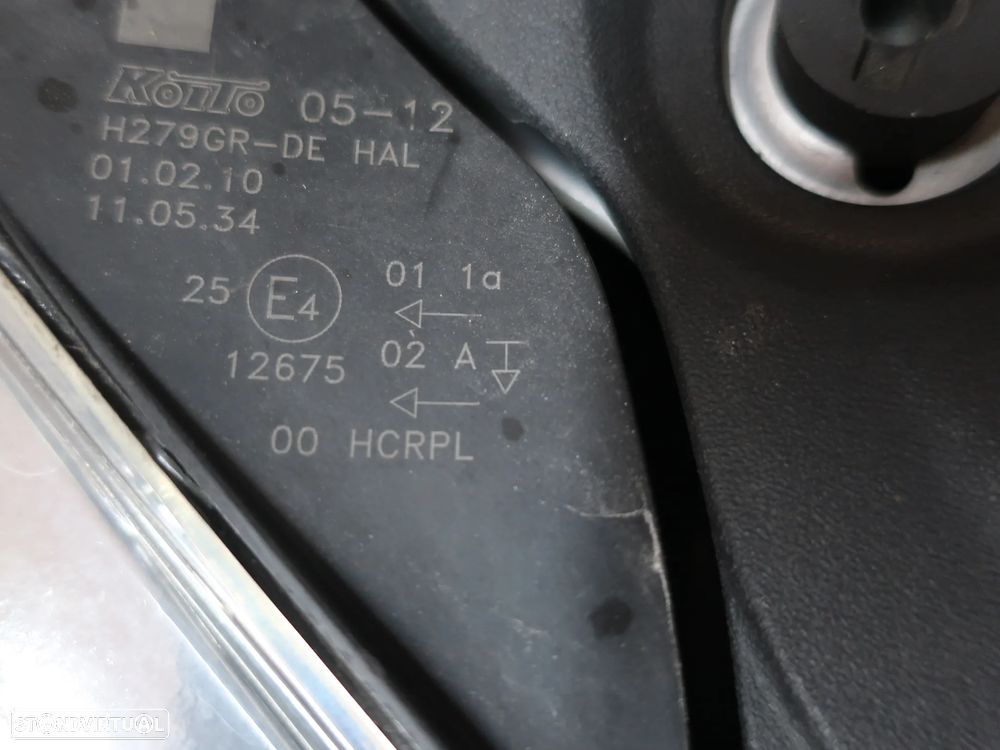 KOITO 05-12
H279GR-DE HAL
01.02.10
11.05.34
25 E4 01 1a
12675 02 A
00 HCRPL
STANDVIRTUAL